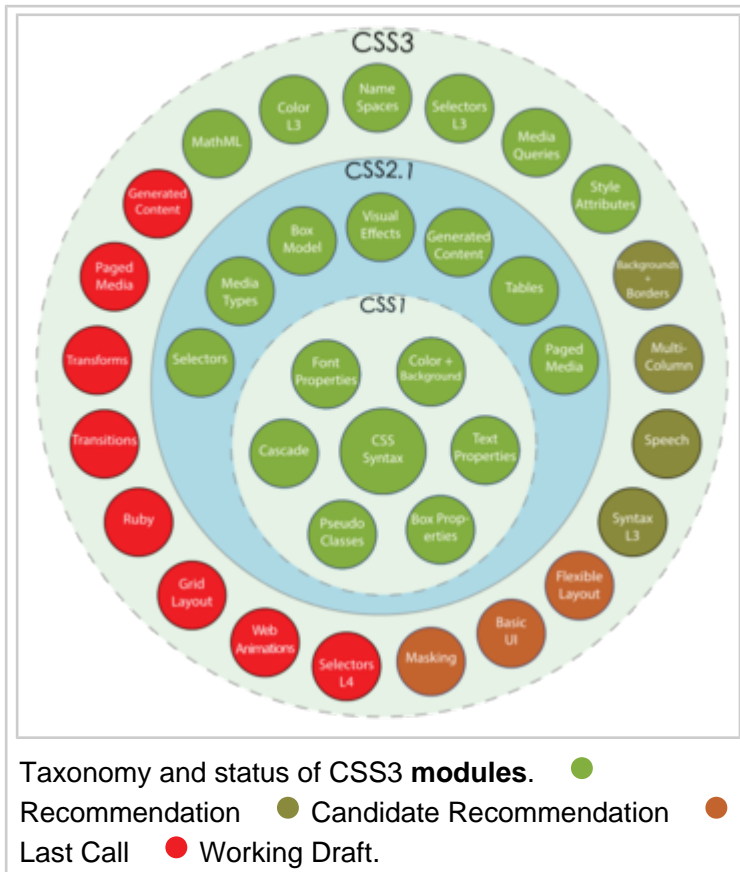 CSS3
Name
Spaces
Color
L3
Selectors
L3
MathML
Media
Queries
Style
Attributes
Generated
Content
Backgrounds
+
Borders
Paged
Media
Multi-
Column
Transforms
Speech
Transitions
Syntax
L3
Ruby
Flexible
Layout
Grid
Layout
Basic
UI
Web
Animations
Masking
Selectors
L4
CSS2.1
Visual
Effects
Box
Model
Generated
Content
Media
Types
Tables
Selectors
Paged
Media
CSS1
Font
Properties
Color +
Background
Cascade
CSS
Syntax
Text
Properties
Pseudo
Classes
Box Prop-
erties
Taxonomy and status of CSS3 modules.
Recommendation Candidate Recommendation
Last Call Working Draft.